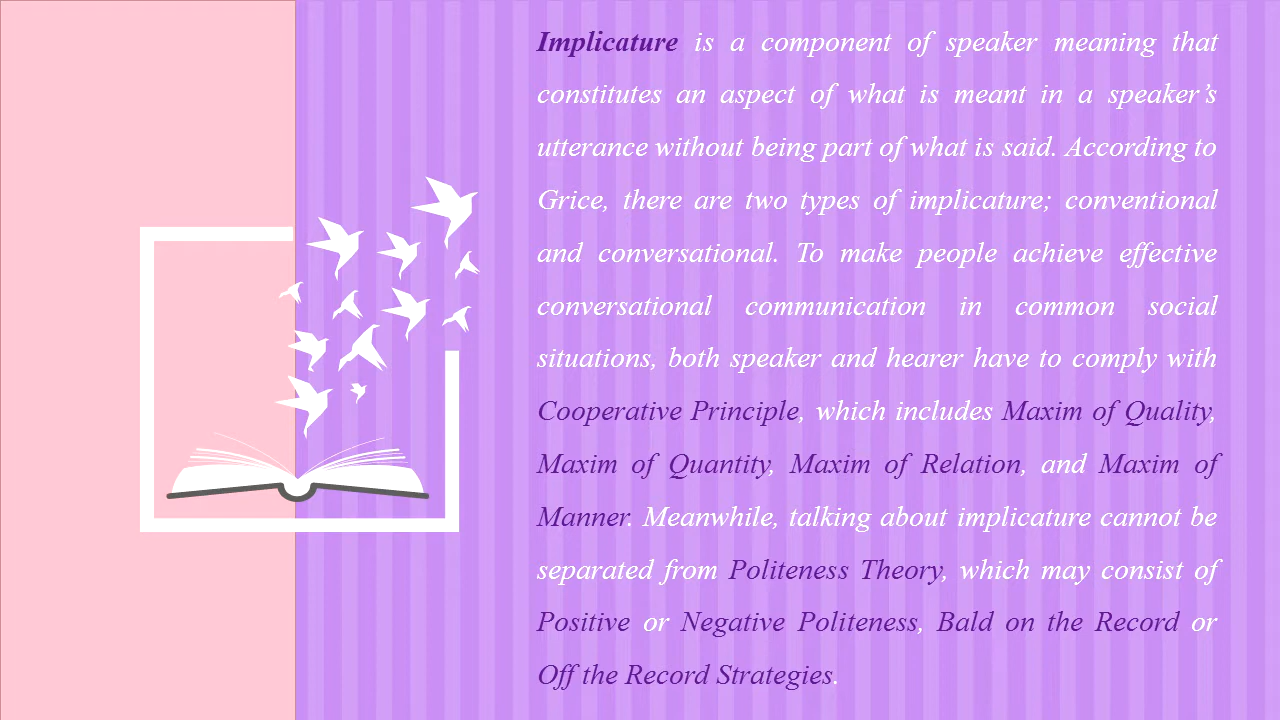 Implicature is a component of speaker meaning that
constitutes an aspect of what is meant in a speaker’s
utterance without being part of what is said. According to
Grice, there are two types of implicature; conventional
and conversational. To make people achieve effective
conversational communication in common social
situations, both speaker and hearer have to comply with
Cooperative Principle, which includes Maxim of Quality,
Maxim of Quantity, Maxim of Relation, and Maxim of
Manner. Meanwhile, talking about implicature cannot be
separated from Politeness Theory, which may consist of
Positive or Negative Politeness, Bald on the Record or
Off the Record Strategies.